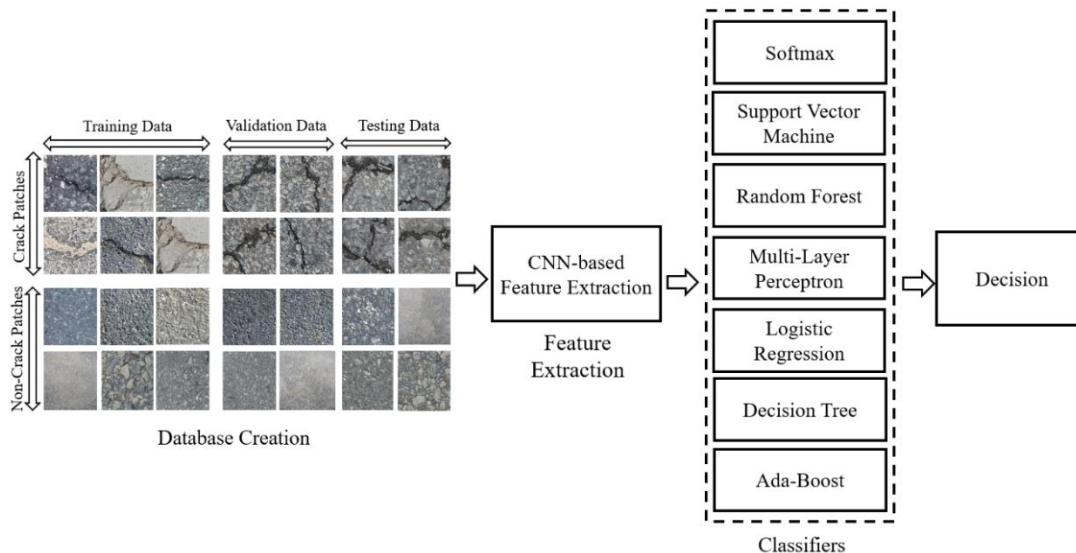 Training Data
Validation Data
Testing Data
Crack Patches
Non-Crack Patches
Database Creation
CNN-based
Feature Extraction
Feature
Extraction
Softmax
Support Vector
Machine
Random Forest
Multi-Layer
Perceptron
Logistic
Regression
Decision Tree
Ada-Boost
Classifiers
Decision